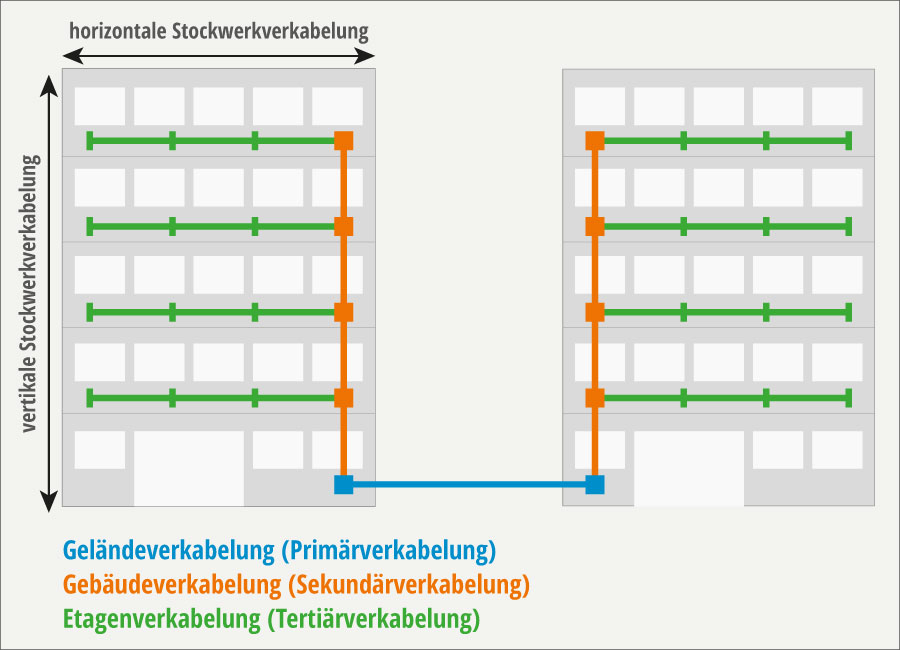 horizontale Stockwerkverkabelung
vertikale Stockwerkverkabelung
Geländeverkabelung (Primärverkabelung)
Gebäudeverkabelung (Sekundärverkabelung)
Etagenverkabelung (Tertiärverkabelung)